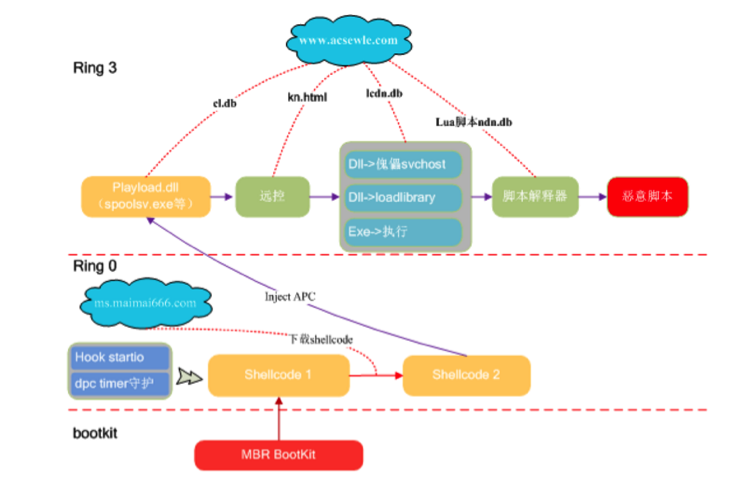 www.acsewle.com
Ring 3
cl.db
kn.html
lcdn.db
Lua脚本ndn.db
Playload.dll
（spoolsv.exe等）
远控
Dll->傀儡svchost
Dll->loadlibrary
Exe->执行
脚本解释器
恶意脚本
Ring 0
ms.maimai666.com
Inject APC
下载shellcode
Hook startio
dpc timer守护
Shellcode 1
Shellcode 2
bootkit
MBR BootKit